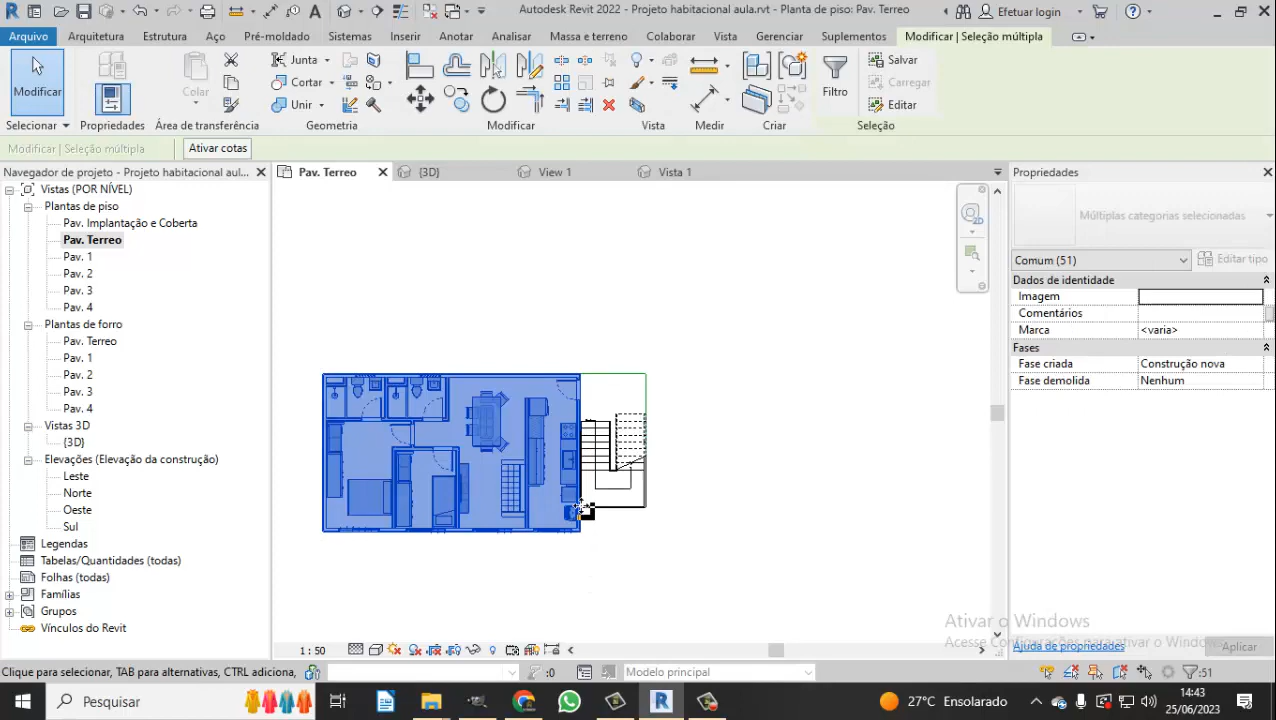 Autodesk Revit 2022 - Projeto habitacional aula.rvt - Planta de piso: Pav. Terreo
Efetuar login
Arquivo Arquitetura Estrutura Aço Pré-moldado Sistemas Inserir Anotar Analisar Massa e terreno Colaborar Vista Gerenciar Suplementos Modificar | Seleção múltipla
Modificar Colar Junta Cortar Unir Filtro Salvar Carregar Editar
Selecionar Propriedades Área de transferência Geometria Modificar Vista Medir Criar Seleção
Modificar | Seleção múltipla Ativar cotas
Navegador de projeto - Projeto habitacional aul...
Vistas (POR NÍVEL)
Plantas de piso
Pav. Implantação e Coberta
Pav. Terreo
Pav. 1
Pav. 2
Pav. 3
Pav. 4
Plantas de forro
Pav. Terreo
Pav. 1
Pav. 2
Pav. 3
Pav. 4
Vistas 3D
{3D}
Elevações (Elevação da construção)
Leste
Norte
Oeste
Sul
Legendas
Tabelas/Quantidades (todas)
Folhas (todas)
Famílias
Grupos
Vínculos do Revit
Pav. Terreo {3D} View 1 Vista 1
2D
1 : 50
Propriedades
Múltiplas categorias selecionadas
Comum (51) Editar tipo
Dados de identidade
Imagem
Comentários
Marca <varia>
Fases
Fase criada Construção nova
Fase demolida Nenhum
Ativar o Windows
Acesse Configurações para ativar o Windows.
Ajuda de propriedades Aplicar
Clique para selecionar, TAB para alternativas, CTRL adiciona, :0 Modelo principal :51
Pesquisar 27°C Ensolarado 14:43
25/06/2023